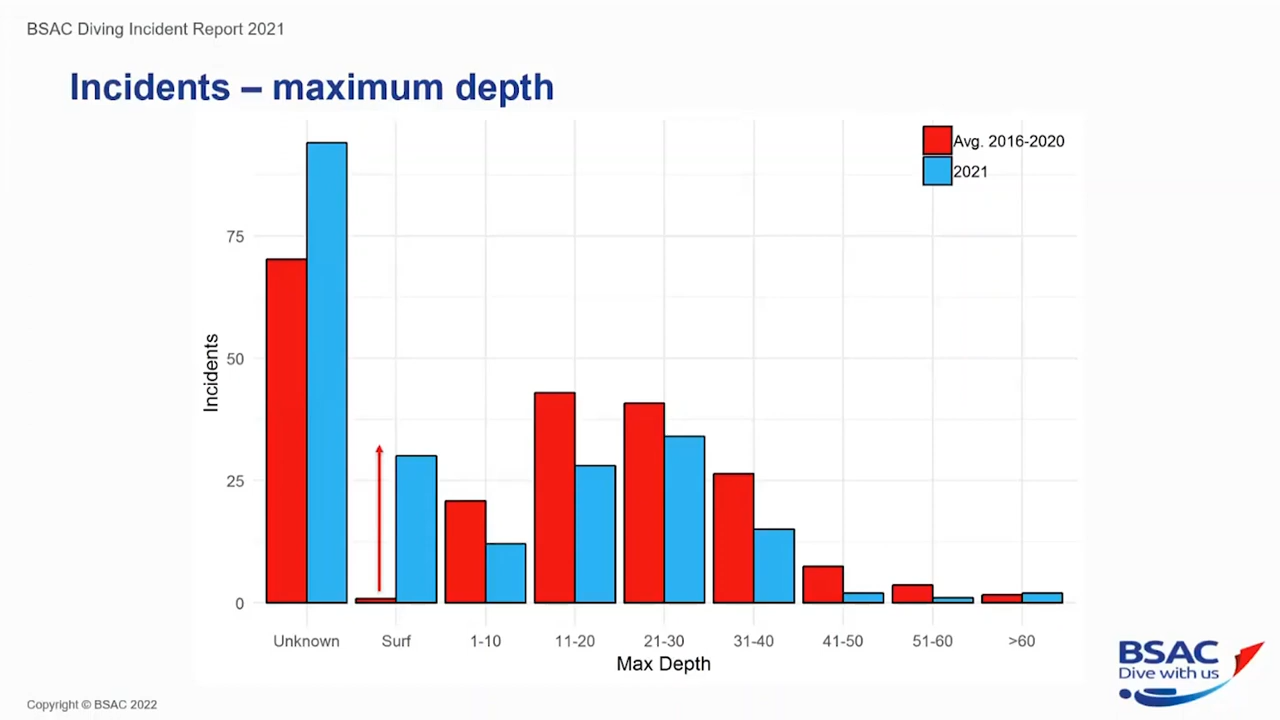 BSAC Diving Incident Report 2021
Incidents – maximum depth
Avg. 2016-2020
2021
75
50
25
0
Incidents
Unknown Surf 1-10 11-20 21-30 31-40 41-50 51-60 >60
Max Depth
BSAC
Dive with us
Copyright © BSAC 2022